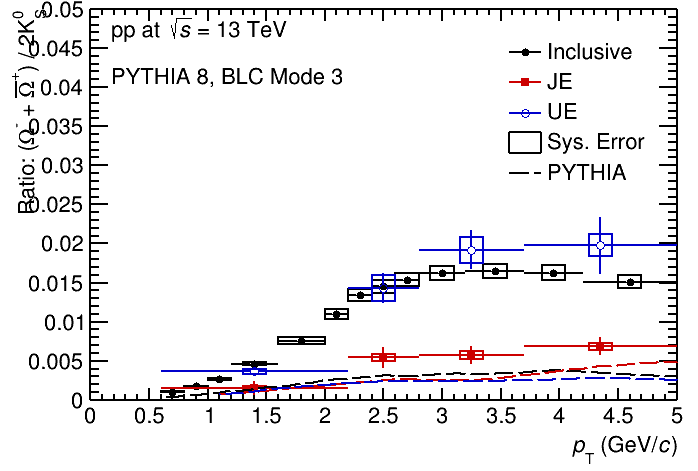 Ratio: (Ω⁻ + Ω̅⁺) / 2K⁰ₛ
0.05
0.045
0.04
0.035
0.03
0.025
0.02
0.015
0.01
0.005
0
pp at √s = 13 TeV
PYTHIA 8, BLC Mode 3
Inclusive
JE
UE
Sys. Error
PYTHIA
0 0.5 1 1.5 2 2.5 3 3.5 4 4.5 5
p_T (GeV/c)